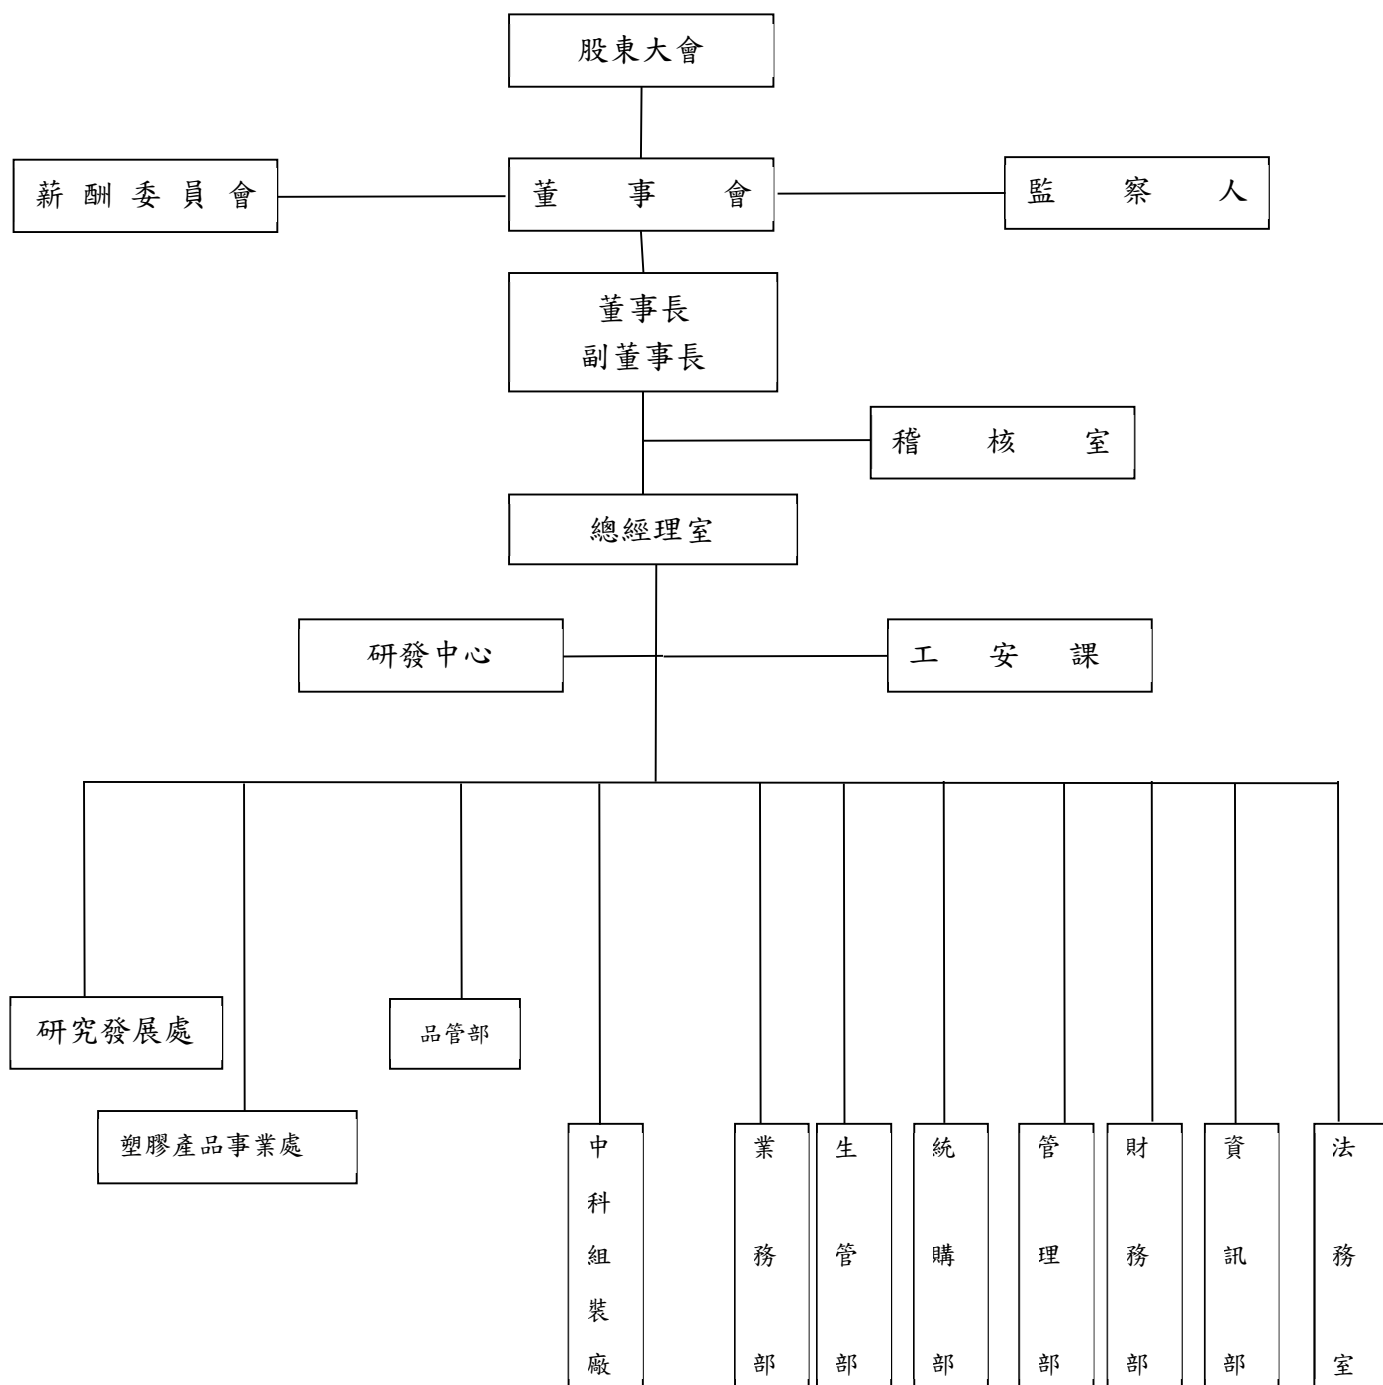 股東大會
薪酬委員會
董事會
監察人
董事長
副董事長
稽核室
總經理室
研發中心
工安課
研究發展處
品管部
塑膠產品事業處
中科組裝廠
業務部
生管部
統購部
管理部
財務部
資訊部
法務室